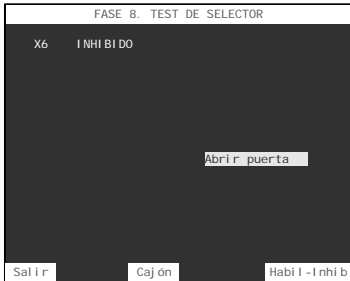 FASE 8. TEST DE SELECTOR
X6 INHIBIDO
Abrir puerta
Salir Cajón Habil-Inhib